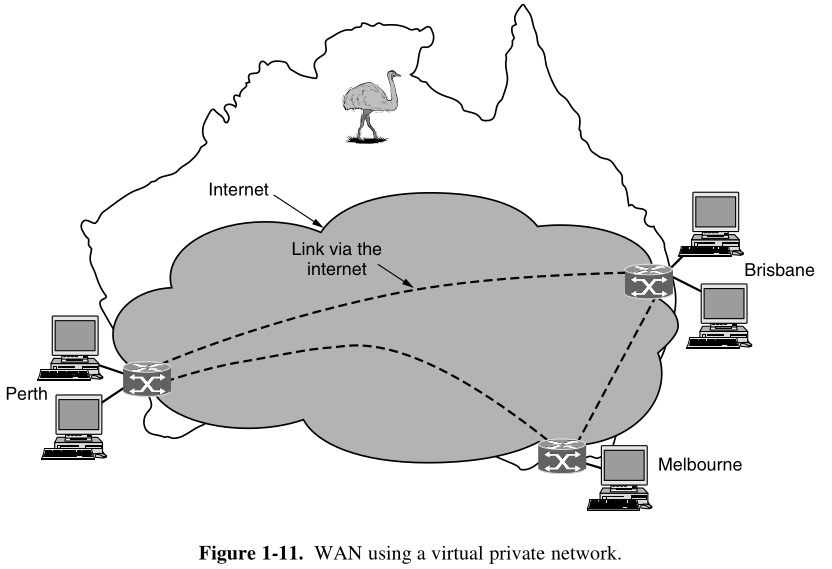 Internet
Link via the
internet
Brisbane
Perth
Melbourne
Figure 1-11. WAN using a virtual private network.